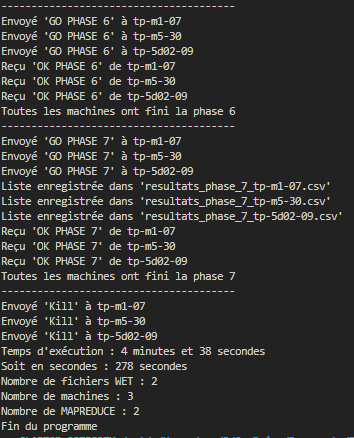 ----------------------------------------
Envoyé 'GO PHASE 6' à tp-m1-07
Envoyé 'GO PHASE 6' à tp-m5-30
Envoyé 'GO PHASE 6' à tp-5d02-09
Reçu 'OK PHASE 6' de tp-m1-07
Reçu 'OK PHASE 6' de tp-m5-30
Reçu 'OK PHASE 6' de tp-5d02-09
Toutes les machines ont fini la phase 6
----------------------------------------
Envoyé 'GO PHASE 7' à tp-m1-07
Envoyé 'GO PHASE 7' à tp-m5-30
Envoyé 'GO PHASE 7' à tp-5d02-09
Liste enregistrée dans 'resultats_phase_7_tp-m1-07.csv'
Liste enregistrée dans 'resultats_phase_7_tp-m5-30.csv'
Liste enregistrée dans 'resultats_phase_7_tp-5d02-09.csv'
Reçu 'OK PHASE 7' de tp-m1-07
Reçu 'OK PHASE 7' de tp-m5-30
Reçu 'OK PHASE 7' de tp-5d02-09
Toutes les machines ont fini la phase 7
----------------------------------------
Envoyé 'Kill' à tp-m1-07
Envoyé 'Kill' à tp-m5-30
Envoyé 'Kill' à tp-5d02-09
Temps d'exécution : 4 minutes et 38 secondes
Soit en secondes : 278 secondes
Nombre de fichiers WET : 2
Nombre de machines : 3
Nombre de MAPREDUCE : 2
Fin du programme